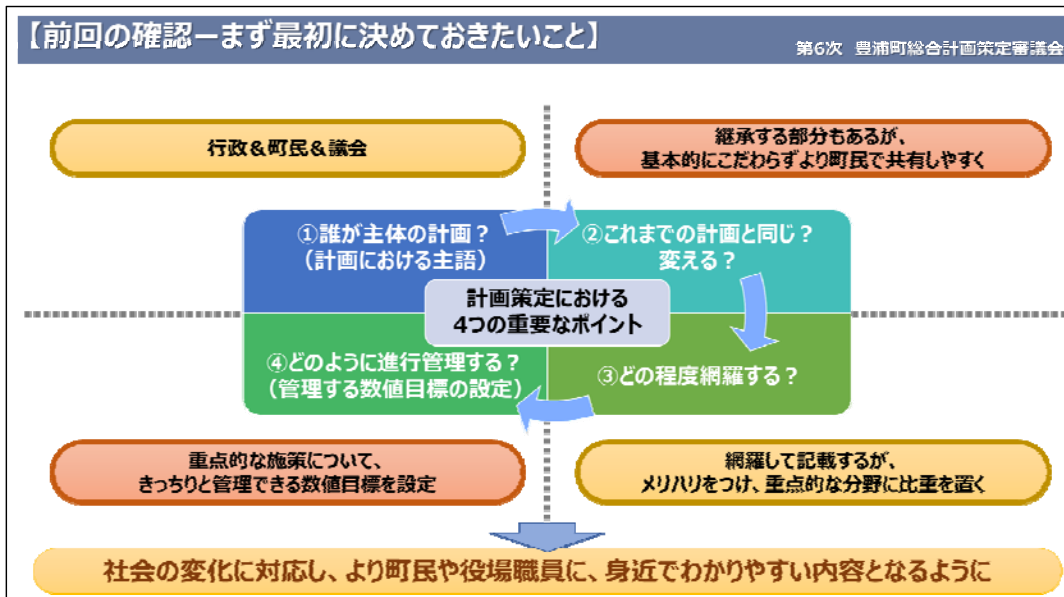 【前回の確認－まず最初に決めておきたいこと】
第6次 豊浦町総合計画策定審議会
行政&町民&議会
継承する部分もあるが、
基本的にこだわらずより町民で共有しやすく
①誰が主体の計画？
（計画における主語）
②これまでの計画と同じ？
変える？
計画策定における
4つの重要なポイント
④どのように進行管理する？
（管理する数値目標の設定）
③どの程度網羅する？
重点的な施策について、
きっちりと管理できる数値目標を設定
網羅して記載するが、
メリハリをつけ、重点的な分野に比重を置く
社会の変化に対応し、より町民や役場職員に、身近でわかりやすい内容となるように